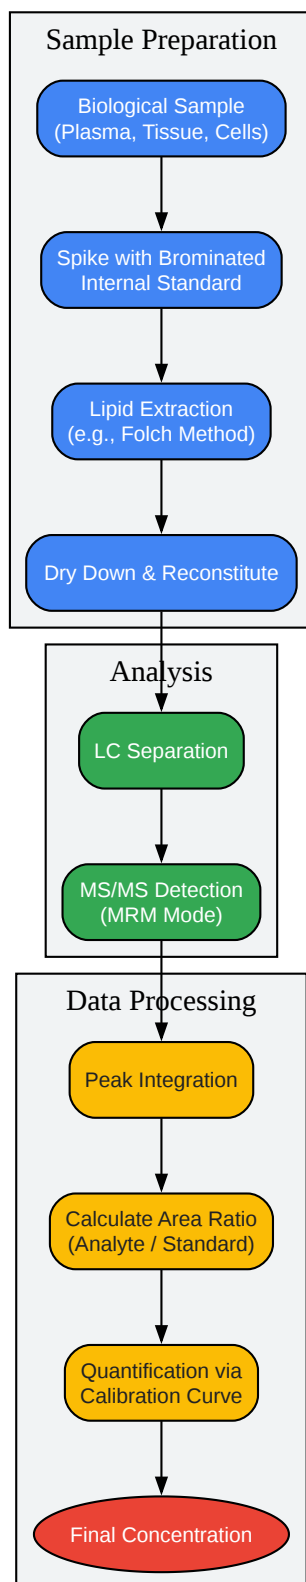 Sample Preparation
Biological Sample
(Plasma, Tissue, Cells)
Spike with Brominated
Internal Standard
Lipid Extraction
(e.g., Folch Method)
Dry Down & Reconstitute
Analysis
LC Separation
MS/MS Detection
(MRM Mode)
Data Processing
Peak Integration
Calculate Area Ratio
(Analyte / Standard)
Quantification via
Calibration Curve
Final Concentration